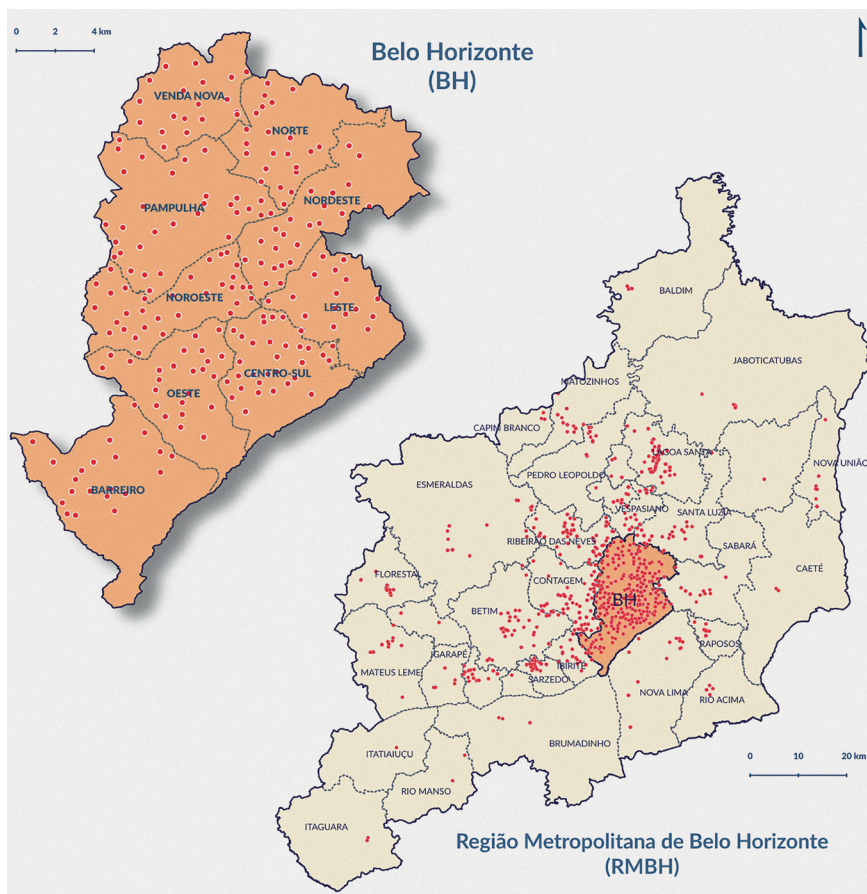 0 2 4 km
Belo Horizonte
(BH)
VENDA NOVA
NORTE
PAMPULHA
NORDESTE
NOROESTE
LESTE
CENTRO-SUL
OESTE
BARREIRO
BALDIM
JABOTICATUBAS
MATOZINHOS
CAPIM BRANCO
LAGOA SANTA
NOVA UNIÃO
PEDRO LEOPOLDO
ESMERALDAS
VESPASIANO
SANTA LUZIA
RIBEIRÃO DAS NEVES
SABARÁ
CAETÉ
FLORESTAL
CONTAGEM
BH
BETIM
RAPOSOS
IGARAPÉ
IBIRITÉ
MATEUS LEME
SARZEDO
NOVA LIMA
RIO ACIMA
BRUMADINHO
ITATIAIUÇU
0 10 20 km
RIO MANSO
ITAGUARA
Região Metropolitana de Belo Horizonte
(RMBH)